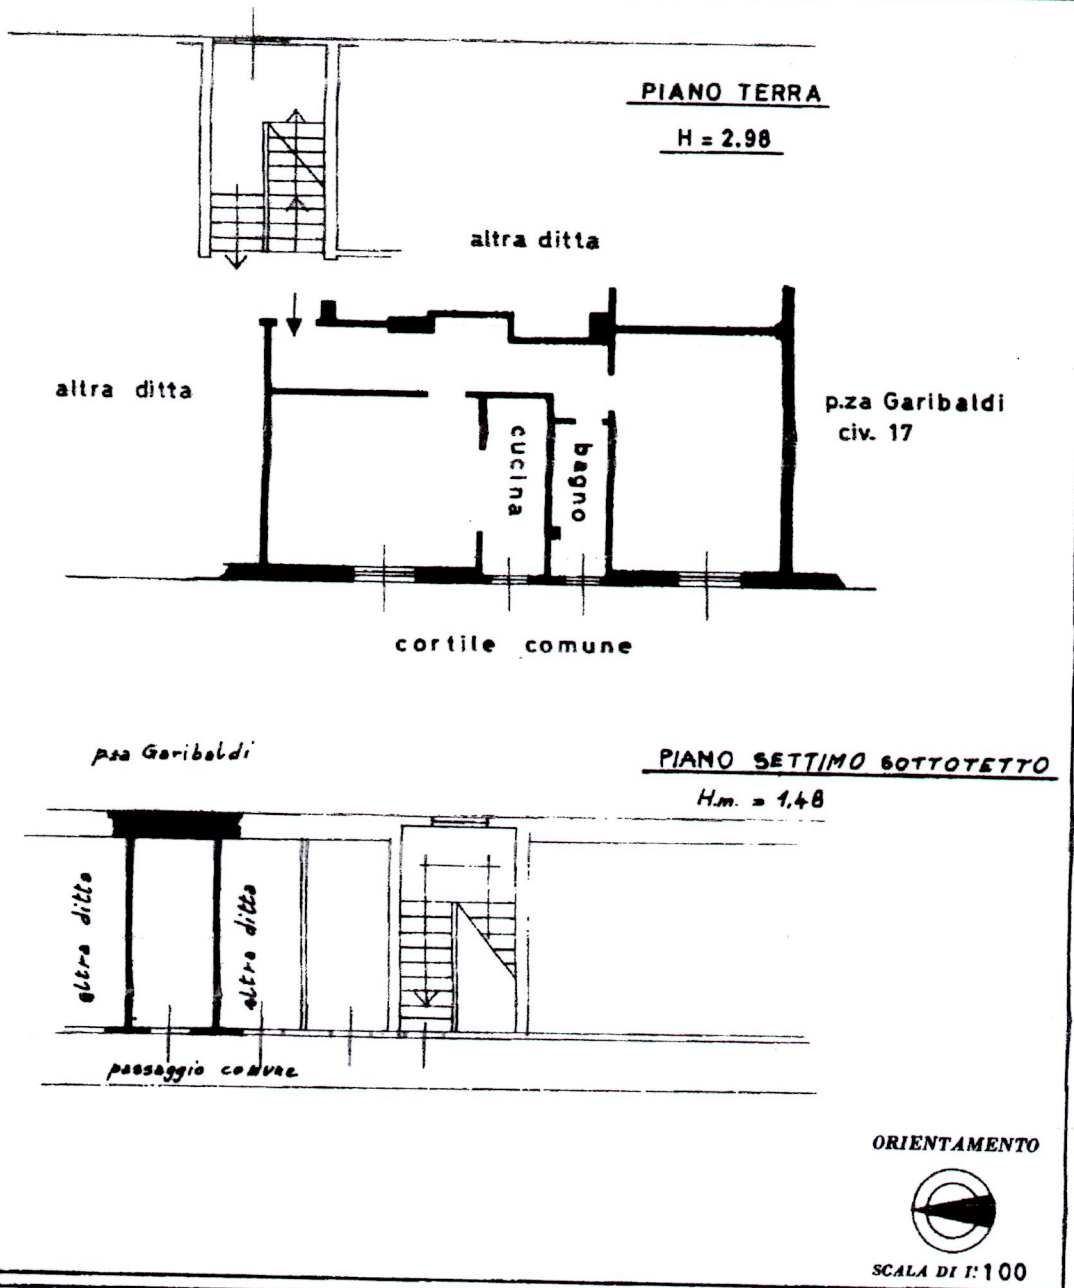 PIANO TERRA
H = 2.98
altra ditta
altra ditta
p.za Garibaldi
civ. 17
cucina
bagno
cortile comune
p.za Garibaldi
PIANO SETTIMO SOTTOTETTO
H.m. = 1,48
altra ditta
altra ditta
passaggio comune
ORIENTAMENTO
SCALA DI 1:100